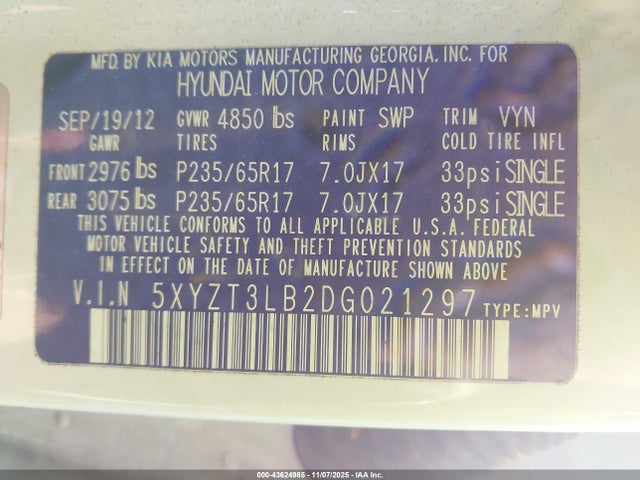 MFD. BY KIA MOTORS MANUFACTURING GEORGIA, INC. FOR
HYUNDAI MOTOR COMPANY
SEP/19/12 GVWR 4850 lbs PAINT SWP TRIM VYN
GAWR TIRES RIMS COLD TIRE INFL
FRONT 2976 lbs P235/65R17 7.0JX17 33psi SINGLE
REAR 3075 lbs P235/65R17 7.0JX17 33psi SINGLE
THIS VEHICLE CONFORMS TO ALL APPLICABLE U.S.A. FEDERAL
MOTOR VEHICLE SAFETY AND THEFT PREVENTION STANDARDS
IN EFFECT ON THE DATE OF MANUFACTURE SHOWN ABOVE
V.I.N 5XYZT3LB2DG021297 TYPE:MPV
000-43624985 - 11/07/2025 - IAA Inc.